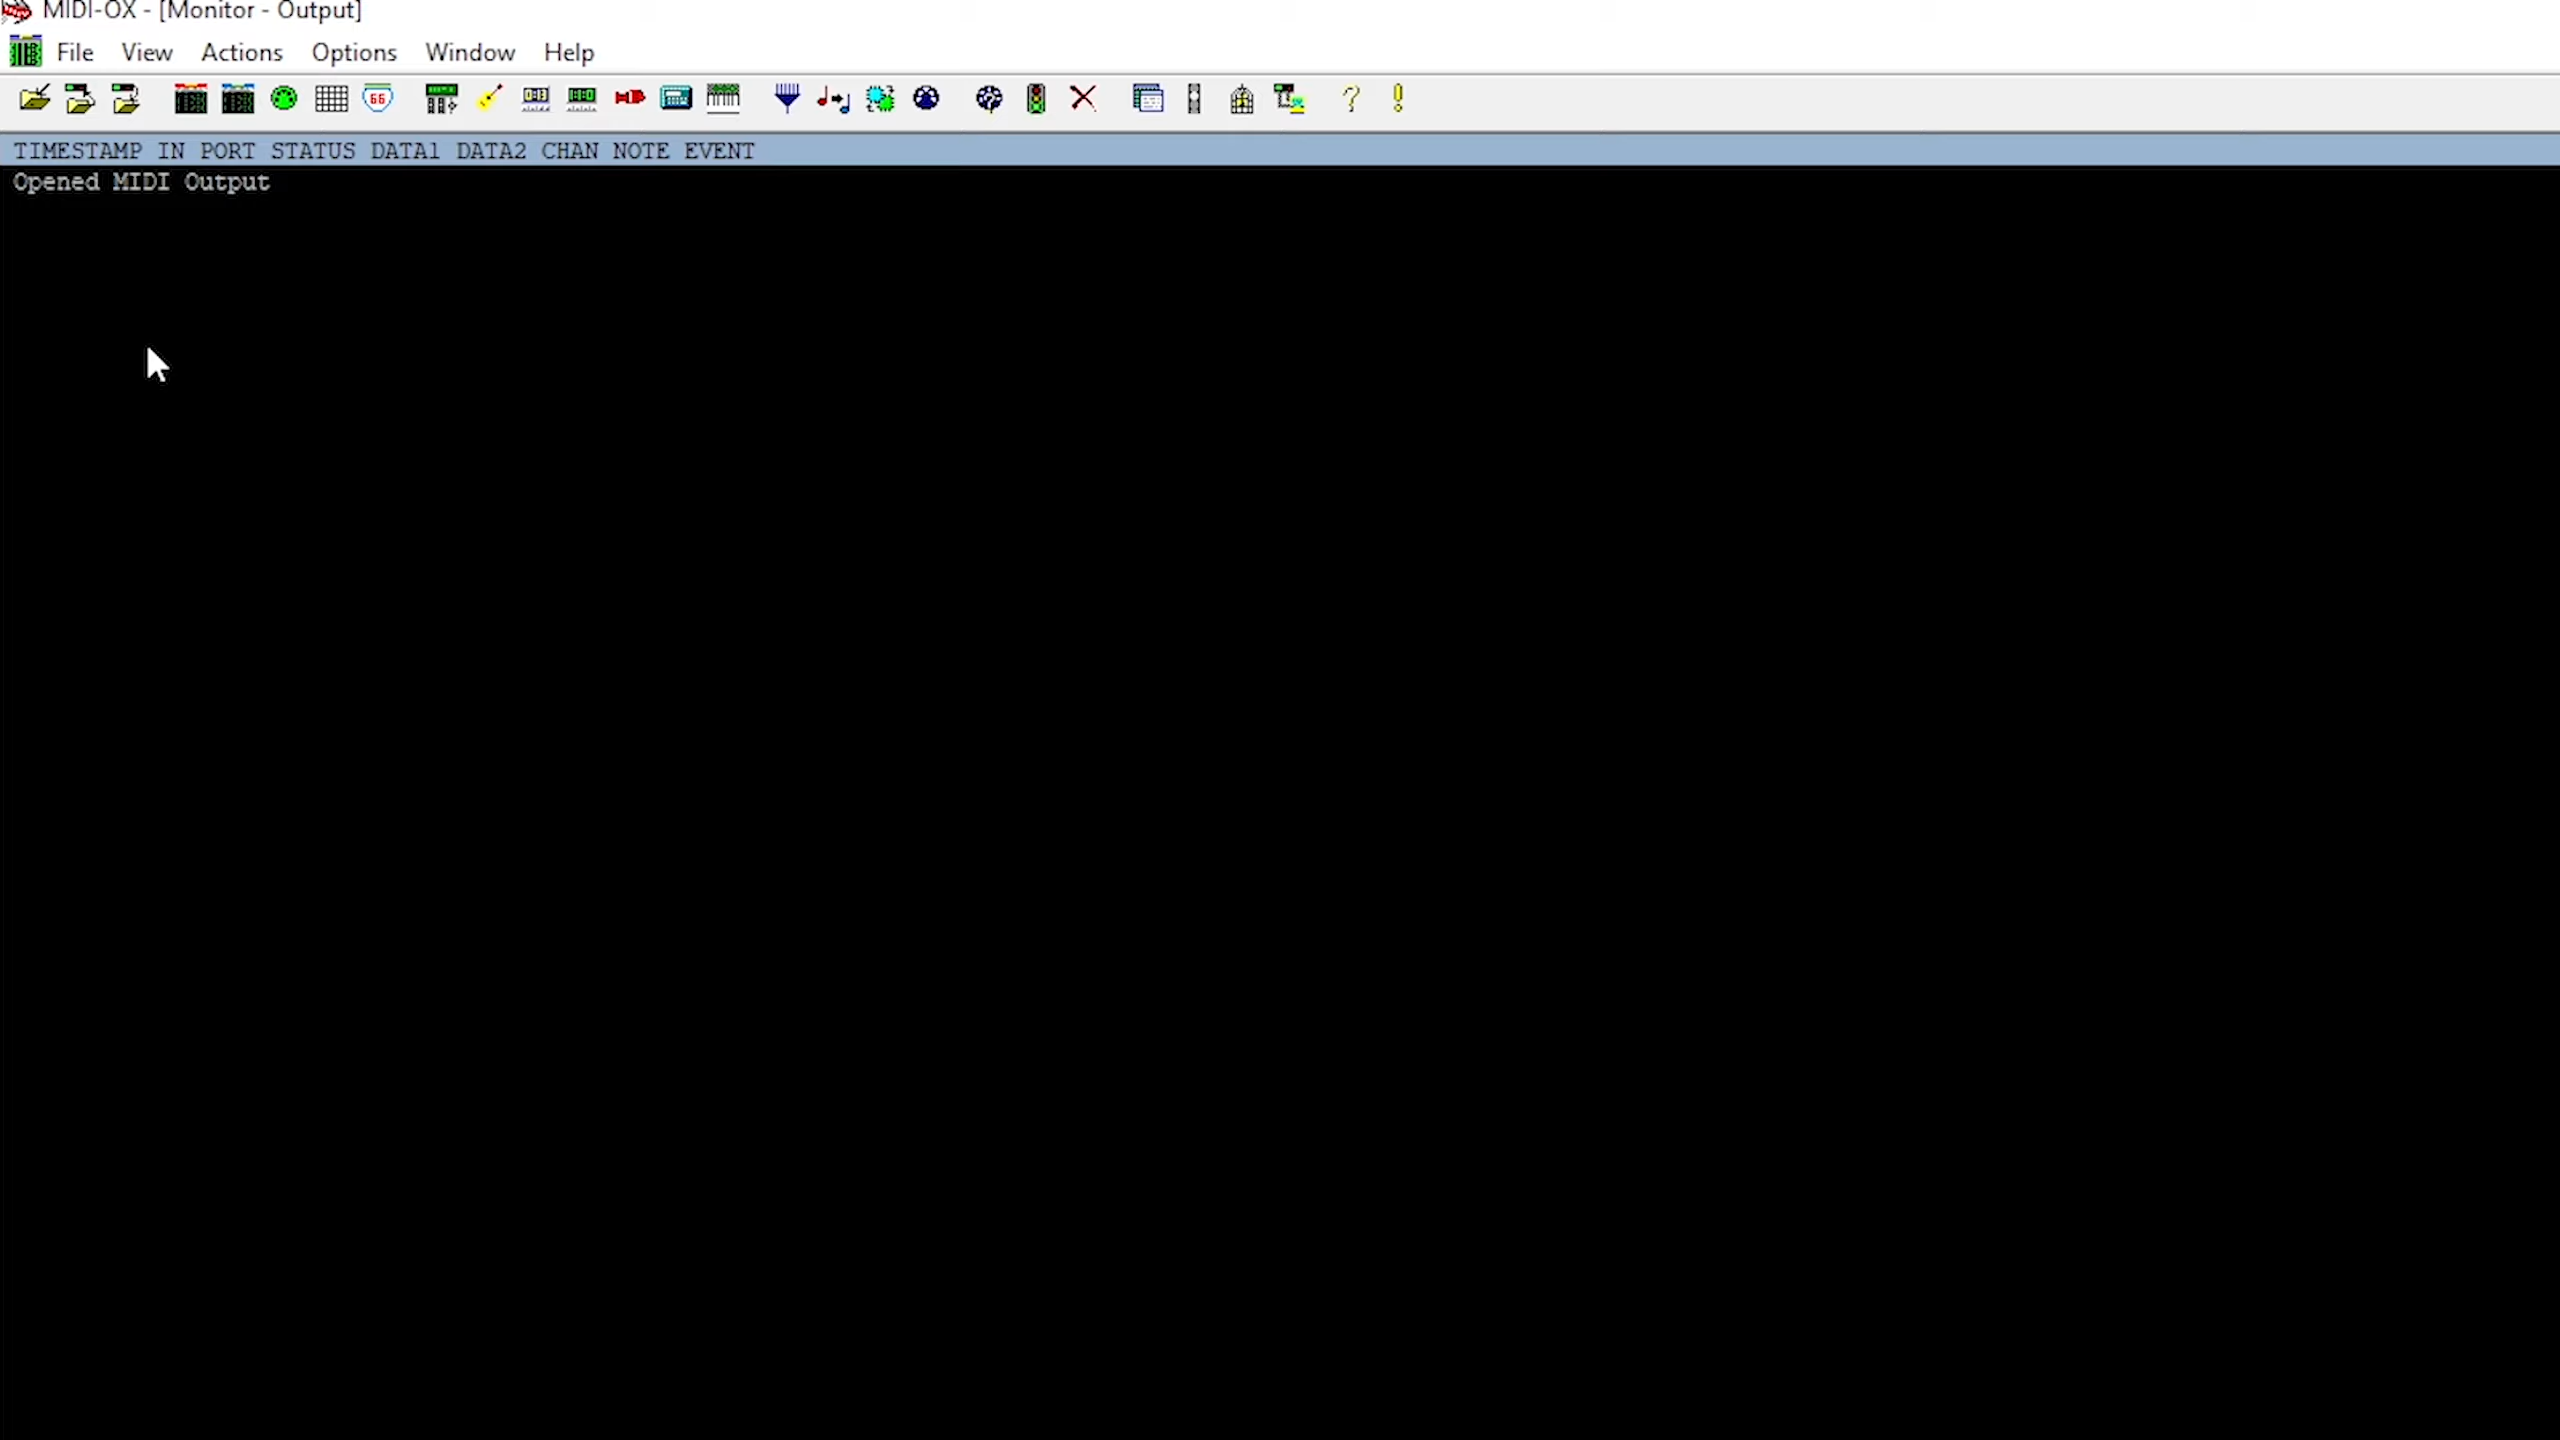 MIDI-OX - [Monitor - Output]
File View Actions Options Window Help
66
TIMESTAMP IN PORT STATUS DATA1 DATA2 CHAN NOTE EVENT
Opened MIDI Output